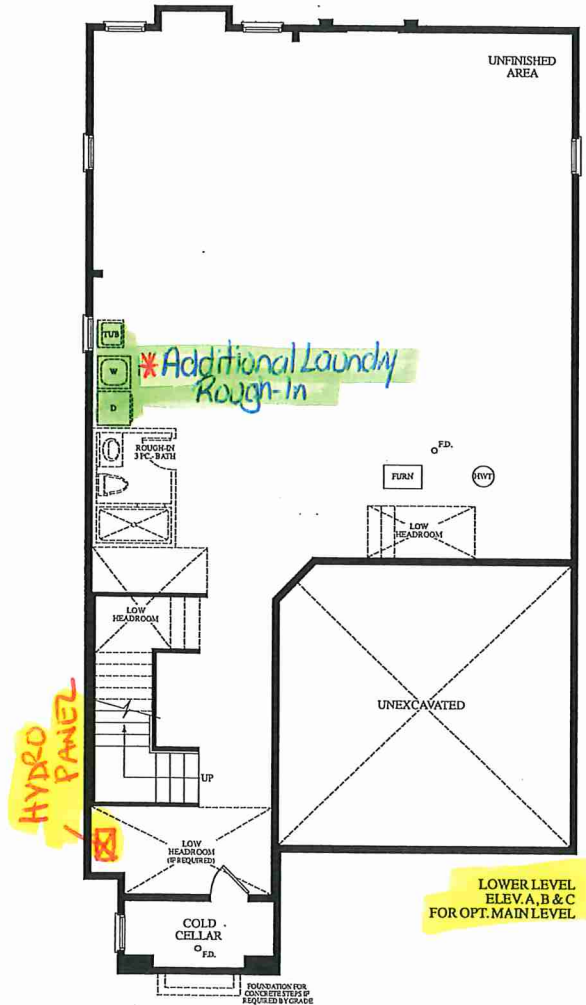 UNFINISHED
AREA
TUB
W
D
* Additional Laundry
Rough-In
ROUGH-IN
3 PC. BATH
F.D.
FURN
HWT
LOW
HEADROOM
LOW
HEADROOM
UNEXCAVATED
HYDRO
PANEL
UP
LOW
HEADROOM
(IF REQUIRED)
LOWER LEVEL
ELEV. A, B & C
FOR OPT. MAIN LEVEL
COLD
CELLAR
F.D.
FOUNDATION FOR
CONCRETE STEPS IF
REQUIRED BY GRADE